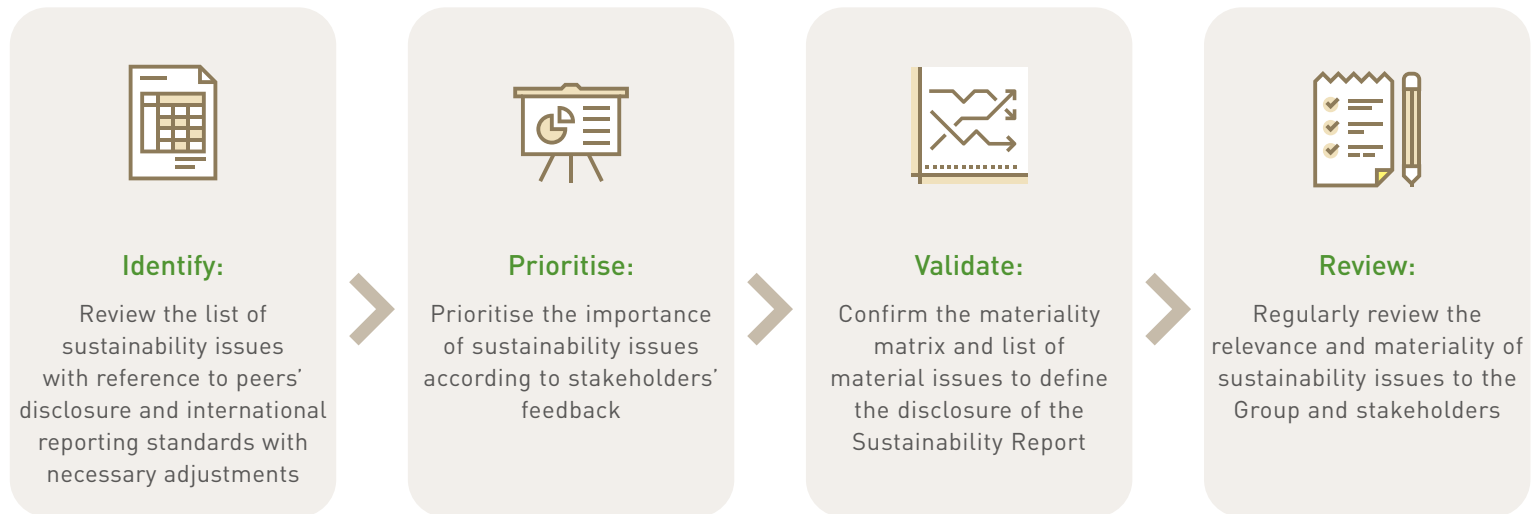 Identify:
Review the list of
sustainability issues
with reference to peers’
disclosure and international
reporting standards with
necessary adjustments
Prioritise:
Prioritise the importance
of sustainability issues
according to stakeholders’
feedback
Validate:
Confirm the materiality
matrix and list of
material issues to define
the disclosure of the
Sustainability Report
Review:
Regularly review the
relevance and materiality of
sustainability issues to the
Group and stakeholders